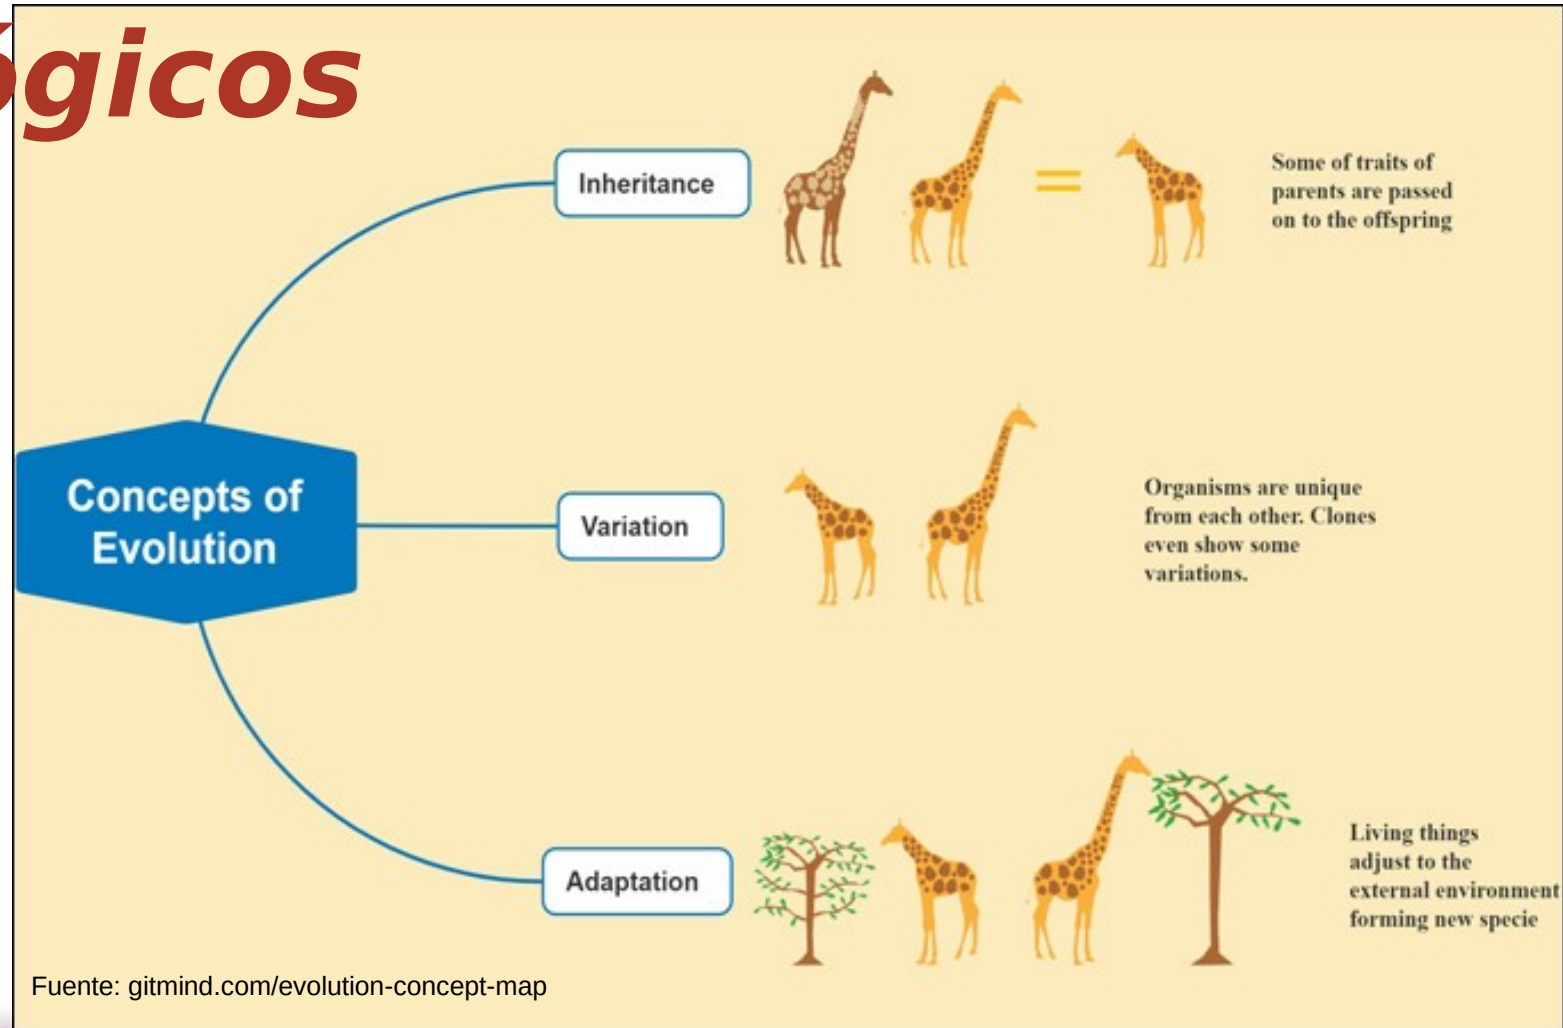 ógicos
Inheritance
Some of traits of
parents are passed
on to the offspring
Concepts of
Evolution
Variation
Organisms are unique
from each other. Clones
even show some
variations.
Adaptation
Living things
adjust to the
external environment
forming new specie
Fuente: gitmind.com/evolution-concept-map